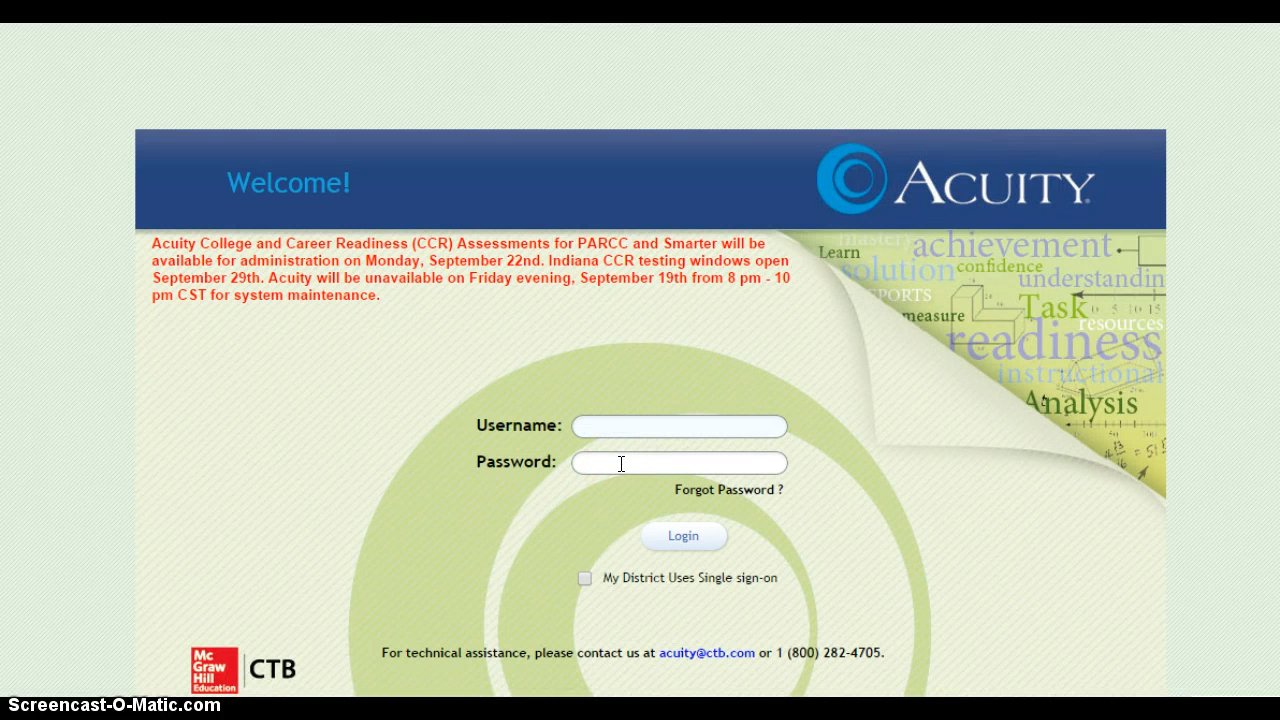 Welcome!
ACUITY.
Acuity College and Career Readiness (CCR) Assessments for PARCC and Smarter will be
available for administration on Monday, September 22nd. Indiana CCR testing windows open
September 29th. Acuity will be unavailable on Friday evening, September 19th from 8 pm - 10
pm CST for system maintenance.
mastery
achievement
Learn
solution
confidence
understandin
PORTS
Task
measure
resources
readiness
instructional
Analysis
Username:
Password:
Forgot Password ?
Login
My District Uses Single sign-on
For technical assistance, please contact us at acuity@ctb.com or 1 (800) 282-4705.
Mc
Graw
Hill
Education
CTB
Screencast-O-Matic.com